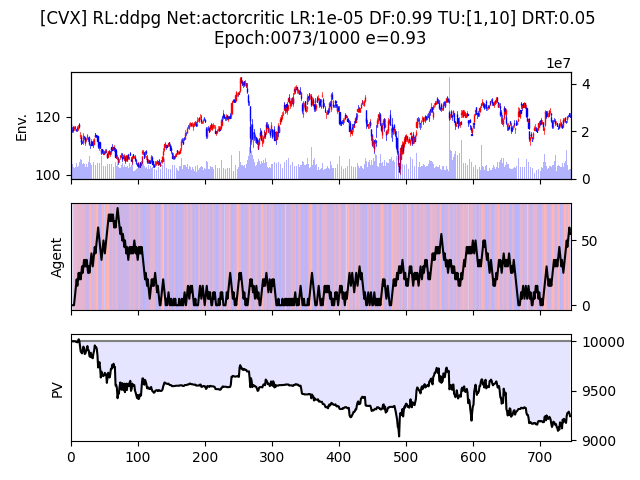 [CVX] RL:ddpg Net:actorcritic LR:1e-05 DF:0.99 TU:[1,10] DRT:0.05
Epoch:0073/1000 e=0.93
1e7
Env.
120
100
4
2
0
Agent
50
0
PV
10000
9500
9000
0 100 200 300 400 500 600 700